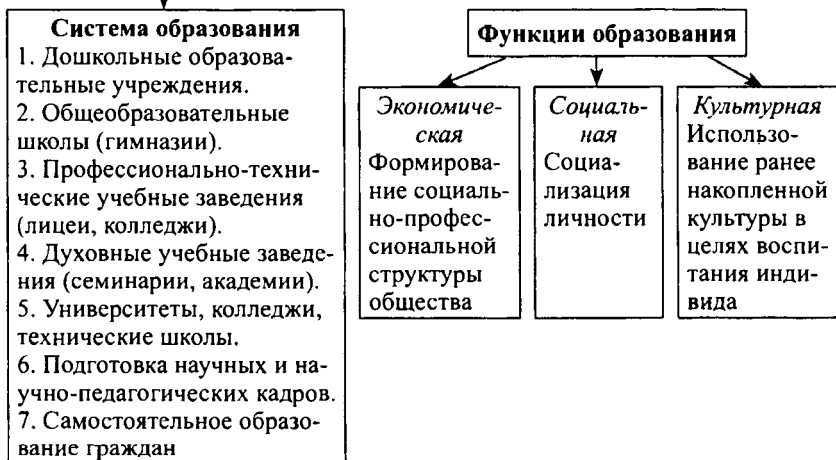 Система образования
1. Дошкольные образова-
тельные учреждения.
2. Общеобразовательные
школы (гимназии).
3. Профессионально-техни-
ческие учебные заведения
(лицеи, колледжи).
4. Духовные учебные заведе-
ния (семинарии, академии).
5. Университеты, колледжи,
технические школы.
6. Подготовка научных и на-
учно-педагогических кадров.
7. Самостоятельное образо-
вание граждан
Функции образования
Экономиче-
ская
Формирова-
ние социаль-
но-профес-
сиональной
структуры
общества
Социаль-
ная
Социа-
лизация
личности
Культурная
Использо-
вание ранее
накопленной
культуры в
целях воспи-
тания инди-
вида